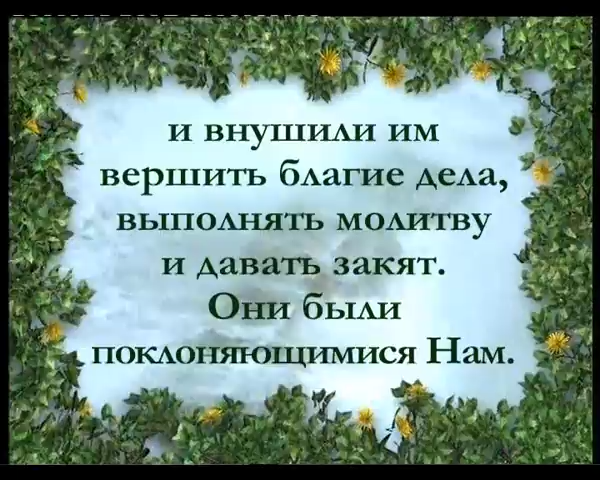 и внушили им
вершить благие дела,
выполнять молитву
и давать закят.
Они были
поклоняющимися Нам.